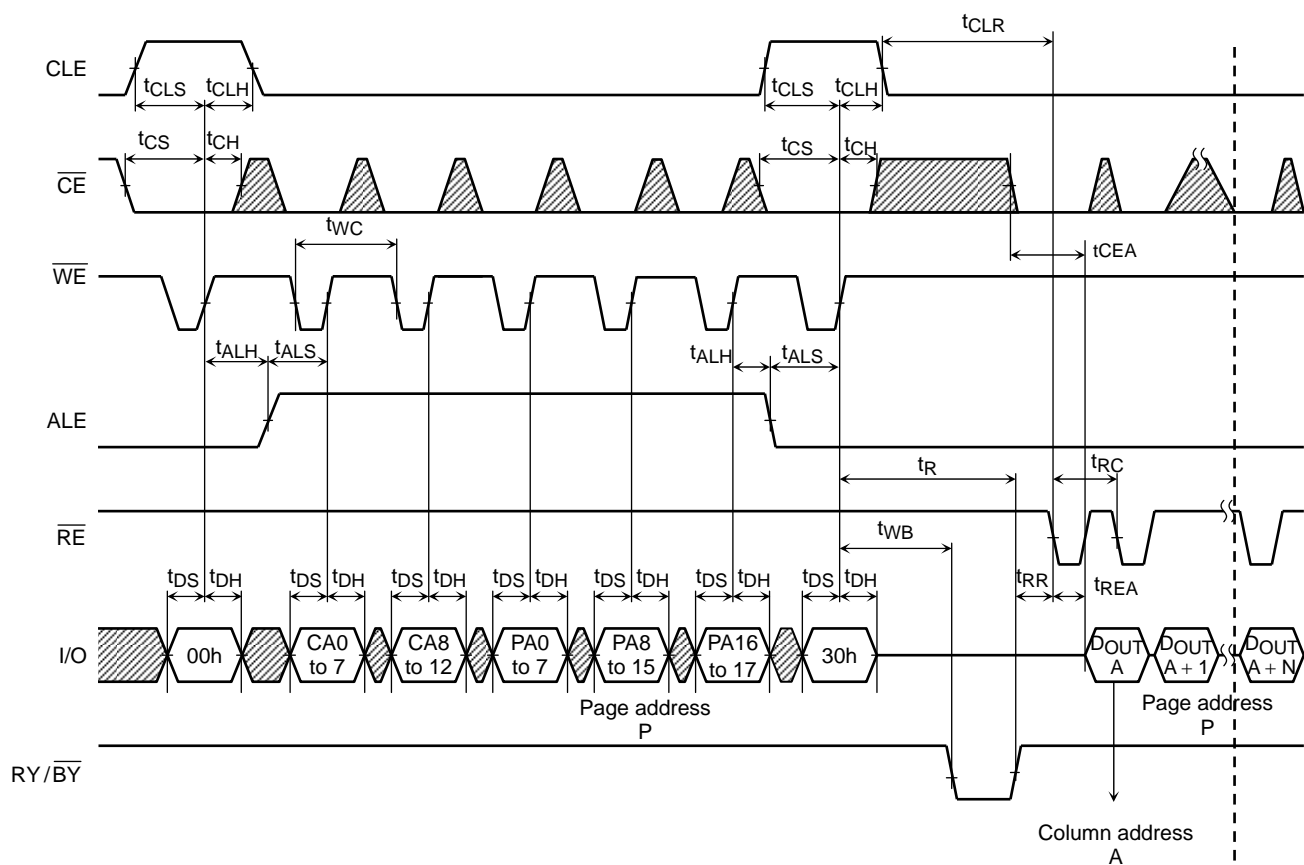 tCLR
CLE
tCLS tCLH tCLS tCLH
tCS tCH tCS tCH
CE
tWC tCEA
WE
tALH tALS tALH tALS
ALE
tR tRC
RE
tWB
tDS tDH tDS tDH tDS tDH tDS tDH tDS tDH tDS tDH tDS tDH tRR tREA
I/O 00h CA0 to 7 CA8 to 12 PA0 to 7 PA8 to 15 PA16 to 17 30h DOUT A DOUT A + 1 DOUT A + N
Page address P Page address P
RY/BY
Column address
A